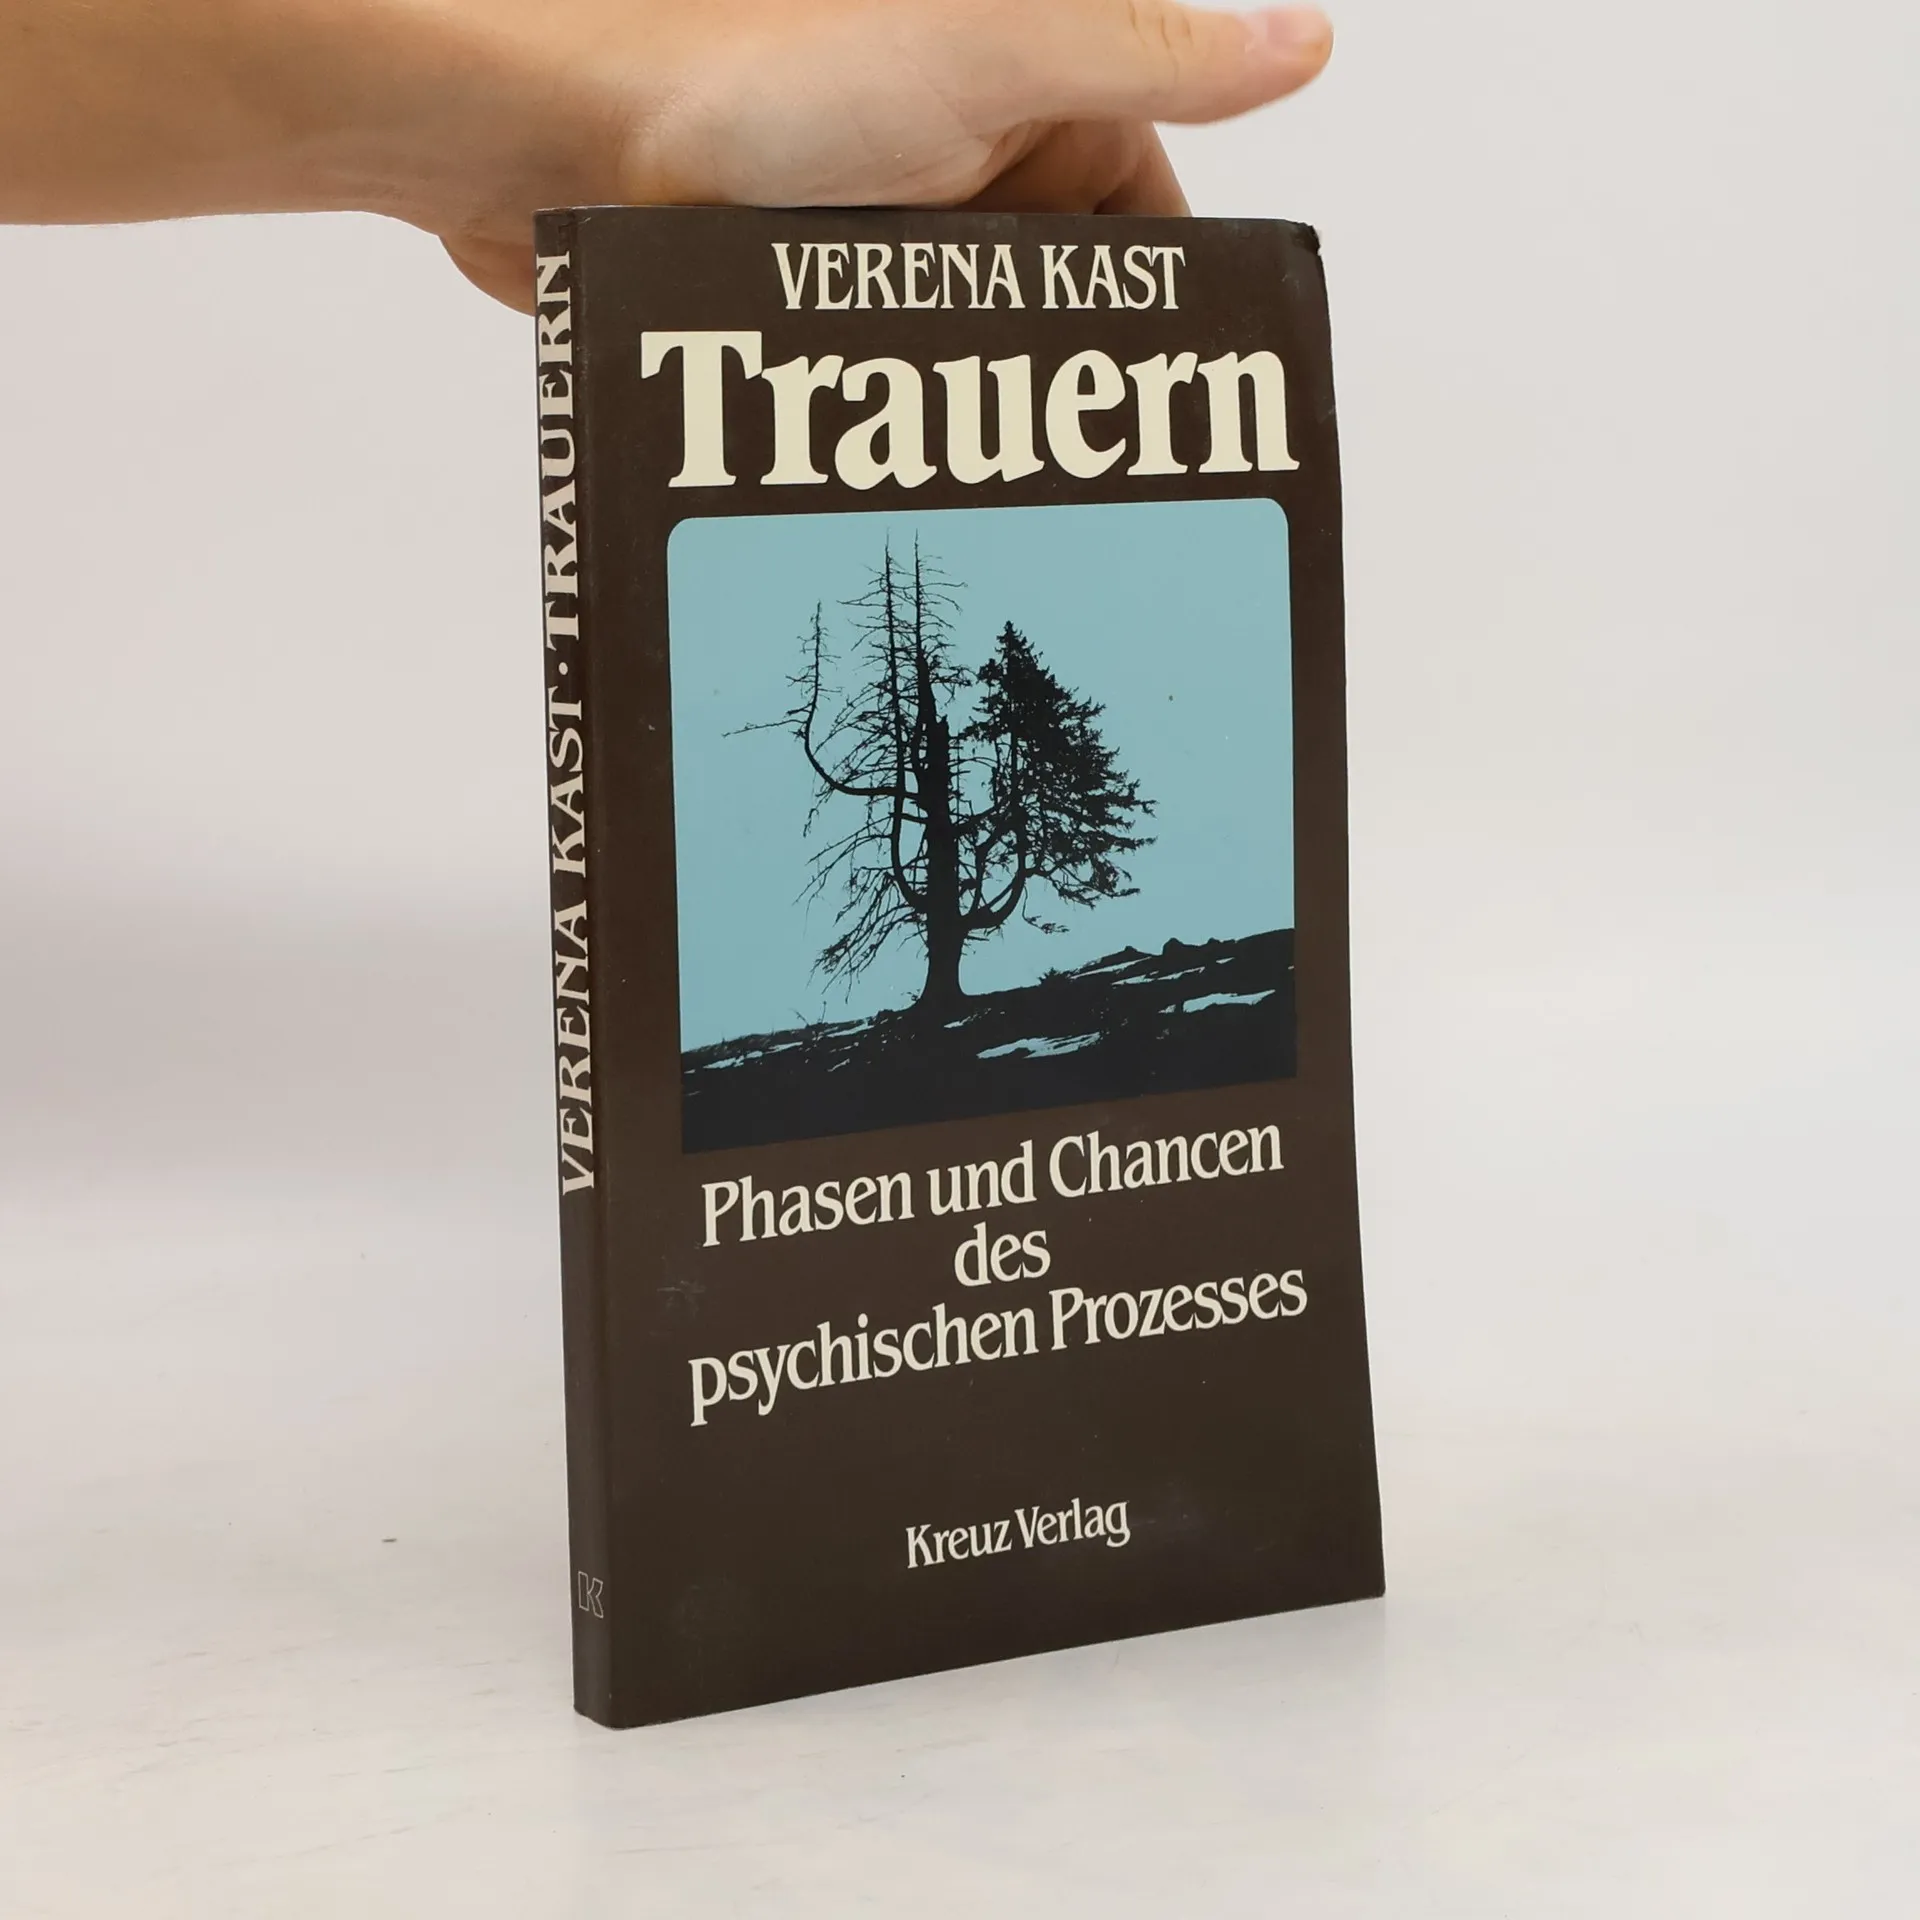 VERENA KAST
Trauern
Phasen und Chancen
des
psychischen Prozesses
Kreuz Verlag
VERENA KAST · TRAUERN
K